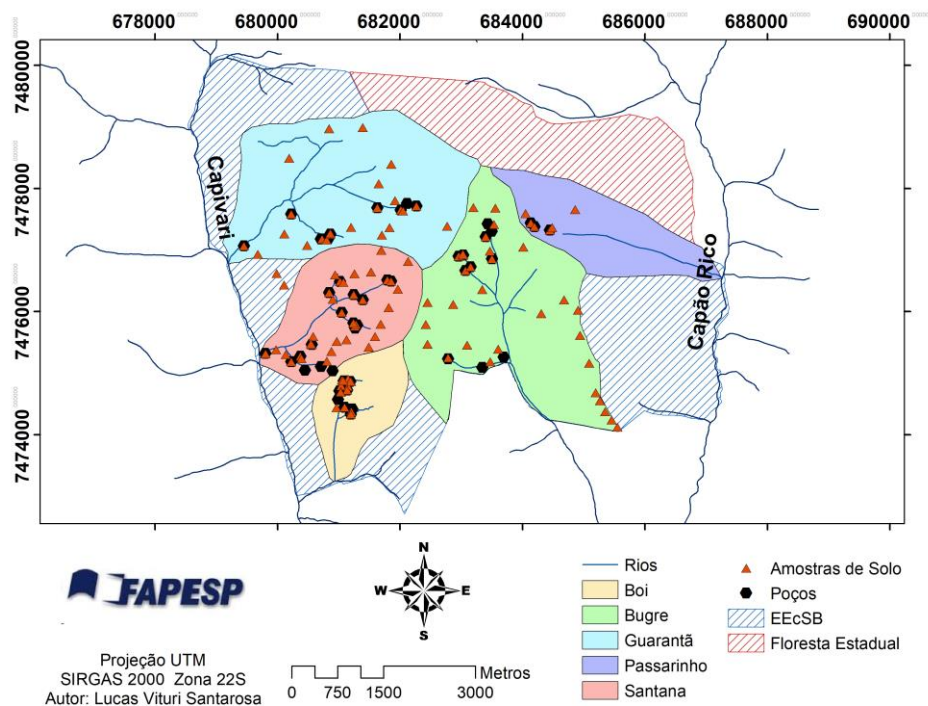 678000 680000 682000 684000 686000 688000 690000
7480000
7478000
7476000
7474000
Capivari
Capão Rico
FAPESP
Projeção UTM
SIRGAS 2000 Zona 22S
Autor: Lucas Vituri Santarosa
N
W E
S
0 750 1500 3000
Metros
Rios
Boi
Bugre
Guarantã
Passarinho
Santana
Amostras de Solo
Poços
EEcSB
Floresta Estadual